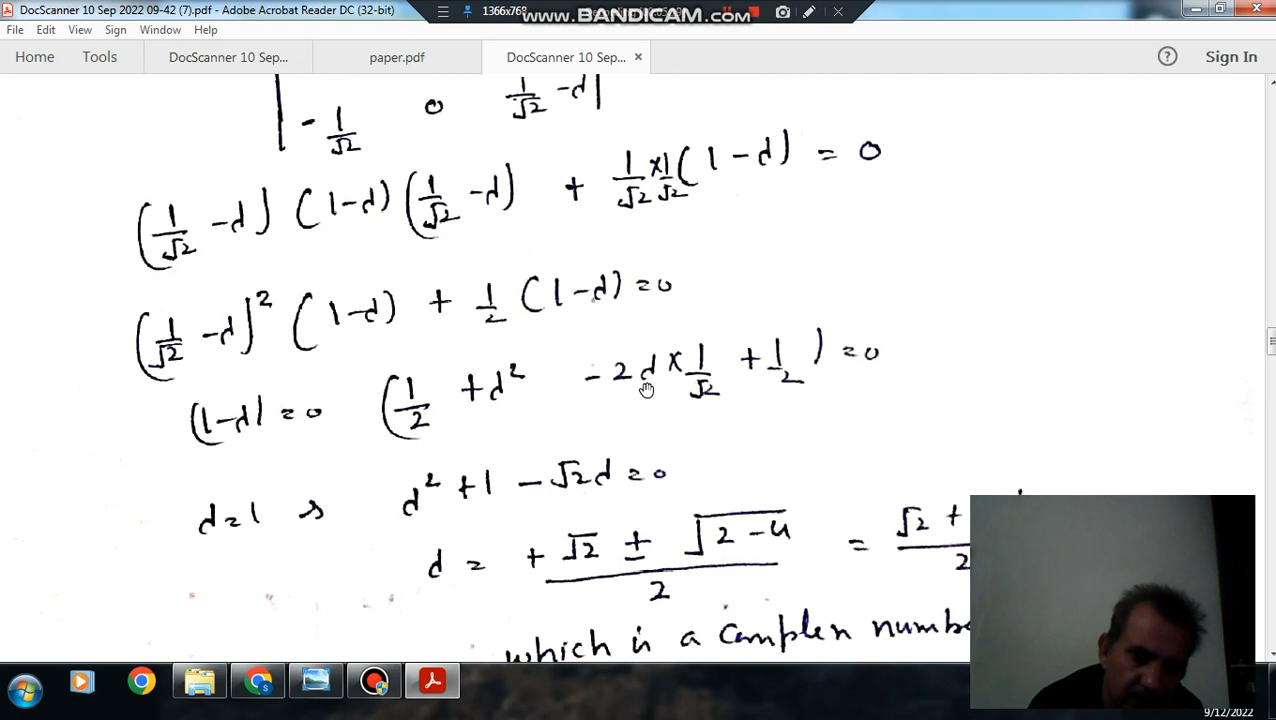 DocScanner 10 Sep 2022 09-42 (7).pdf - Adobe Acrobat Reader DC (32-bit)
1366x768
www.BANDICAM.com
File Edit View Sign Window Help
Home Tools DocScanner 10 Sep... paper.pdf DocScanner 10 Sep... × Sign In
- 1/√2 0 1/√2 - d
(1/√2 - d) (1-d) (1/√2 - d) + 1/√2 × 1/√2 (1-d) = 0
(1/√2 - d)² (1-d) + 1/2 (1-d) = 0
(1-d) = 0 (1/2 + d² - 2d × 1/√2 + 1/2) = 0
d=1 s d² + 1 - √2d = 0
d = + √2 ± √2-4 / 2 = √2 + / 2
which is a complex numbe
9/12/2022